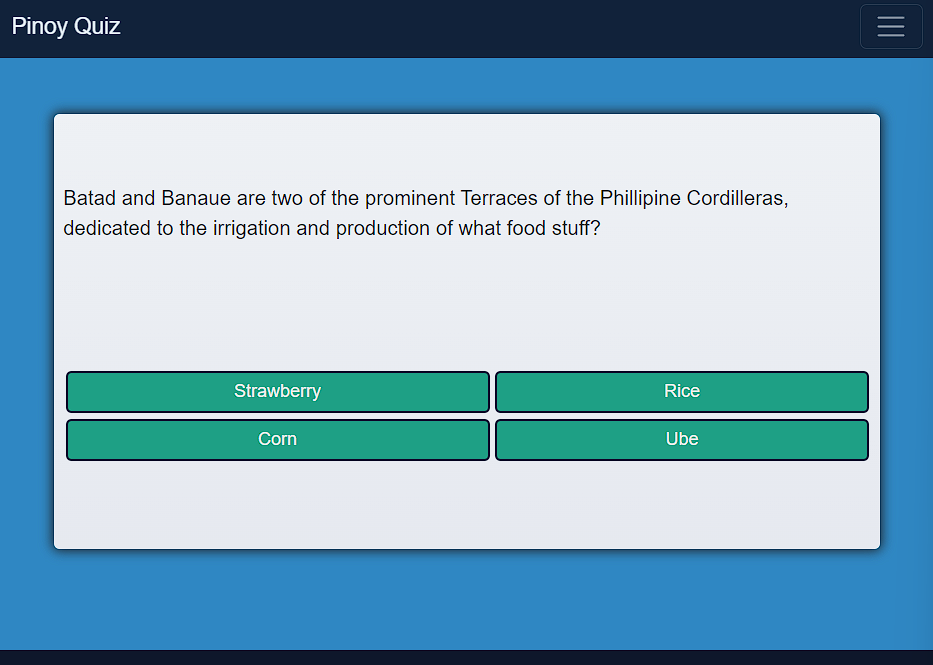 Pinoy Quiz
Batad and Banaue are two of the prominent Terraces of the Phillipine Cordilleras,
dedicated to the irrigation and production of what food stuff?
Strawberry
Rice
Corn
Ube